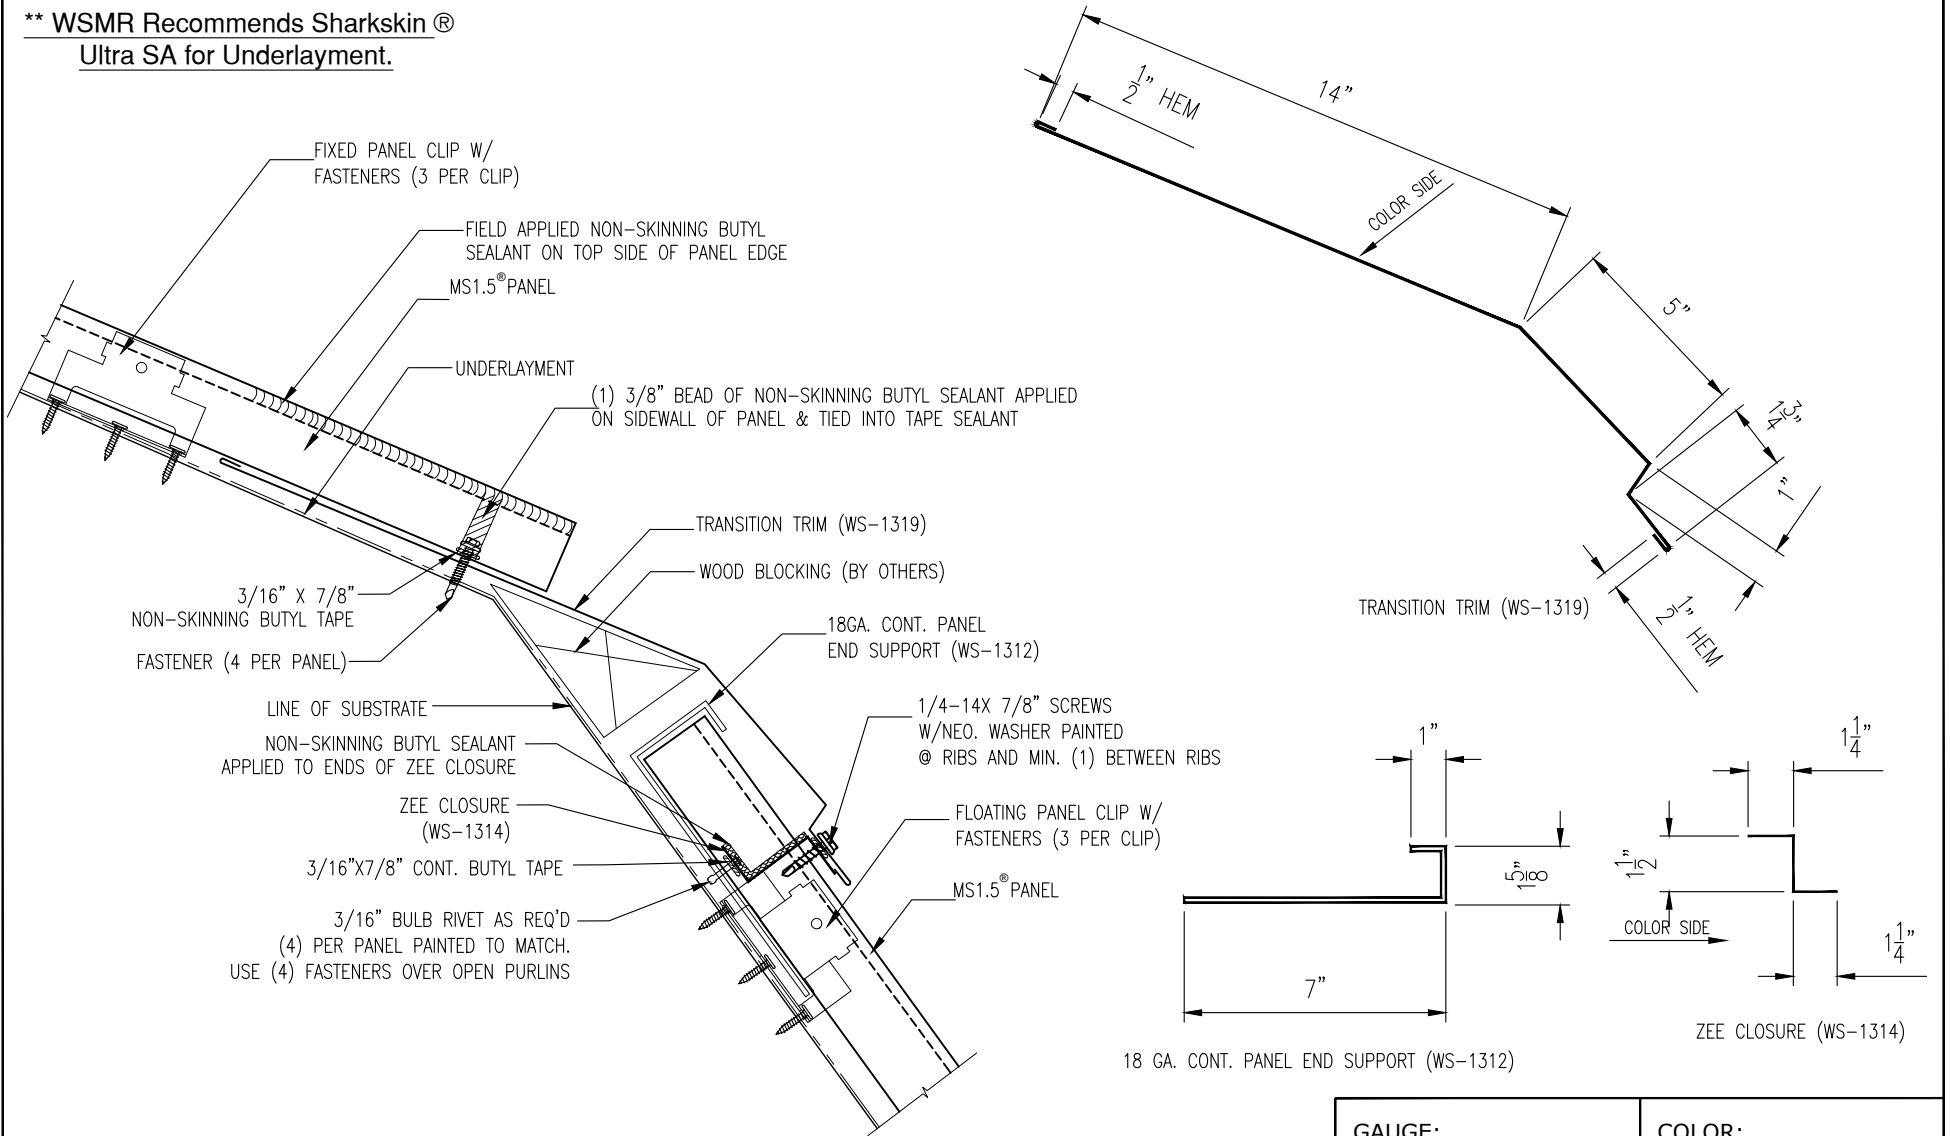 ** WSMR Recommends Sharkskin ®
Ultra SA for Underlayment.
FIXED PANEL CLIP W/
FASTENERS (3 PER CLIP)
FIELD APPLIED NON-SKINNING BUTYL
SEALANT ON TOP SIDE OF PANEL EDGE
MS1.5® PANEL
UNDERLAYMENT
(1) 3/8" BEAD OF NON-SKINNING BUTYL SEALANT APPLIED
ON SIDEWALL OF PANEL & TIED INTO TAPE SEALANT
TRANSITION TRIM (WS-1319)
WOOD BLOCKING (BY OTHERS)
3/16" X 7/8"
NON-SKINNING BUTYL TAPE
FASTENER (4 PER PANEL)
18GA. CONT. PANEL
END SUPPORT (WS-1312)
LINE OF SUBSTRATE
NON-SKINNING BUTYL SEALANT
APPLIED TO ENDS OF ZEE CLOSURE
1/4-14X 7/8" SCREWS
W/NEO. WASHER PAINTED
@ RIBS AND MIN. (1) BETWEEN RIBS
ZEE CLOSURE
(WS-1314)
FLOATING PANEL CLIP W/
FASTENERS (3 PER CLIP)
3/16"X7/8" CONT. BUTYL TAPE
MS1.5® PANEL
3/16" BULB RIVET AS REQ'D
(4) PER PANEL PAINTED TO MATCH.
USE (4) FASTENERS OVER OPEN PURLINS
1/2" HEM
14"
COLOR SIDE
5"
1 3/4"
1"
1/2" HEM
TRANSITION TRIM (WS-1319)
1"
1 5/8"
7"
18 GA. CONT. PANEL END SUPPORT (WS-1312)
1 1/4"
1 1/2"
COLOR SIDE
1 1/4"
ZEE CLOSURE (WS-1314)
GAUGE:
COLOR: